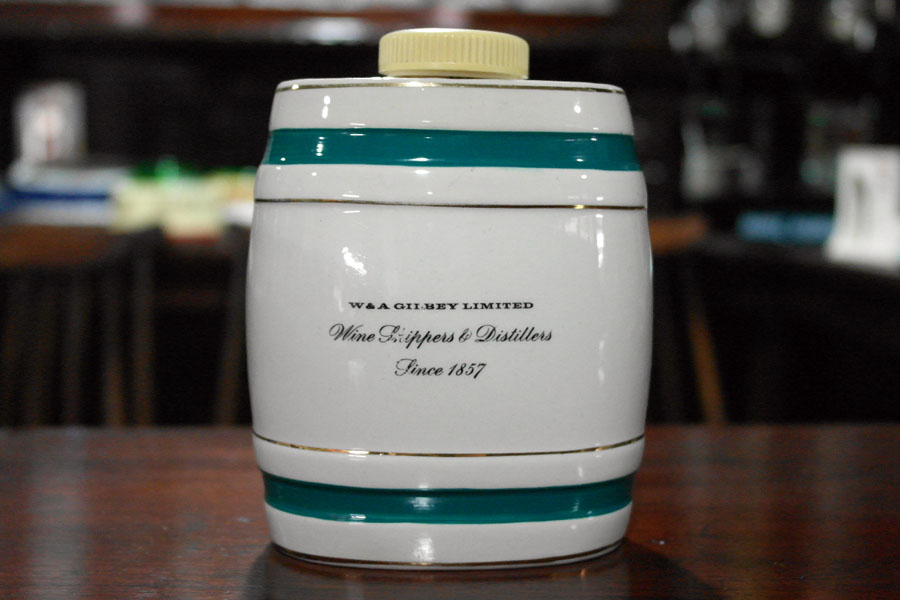 W & A GILBEY LIMITED
Wine Shippers & Distillers
Since 1857